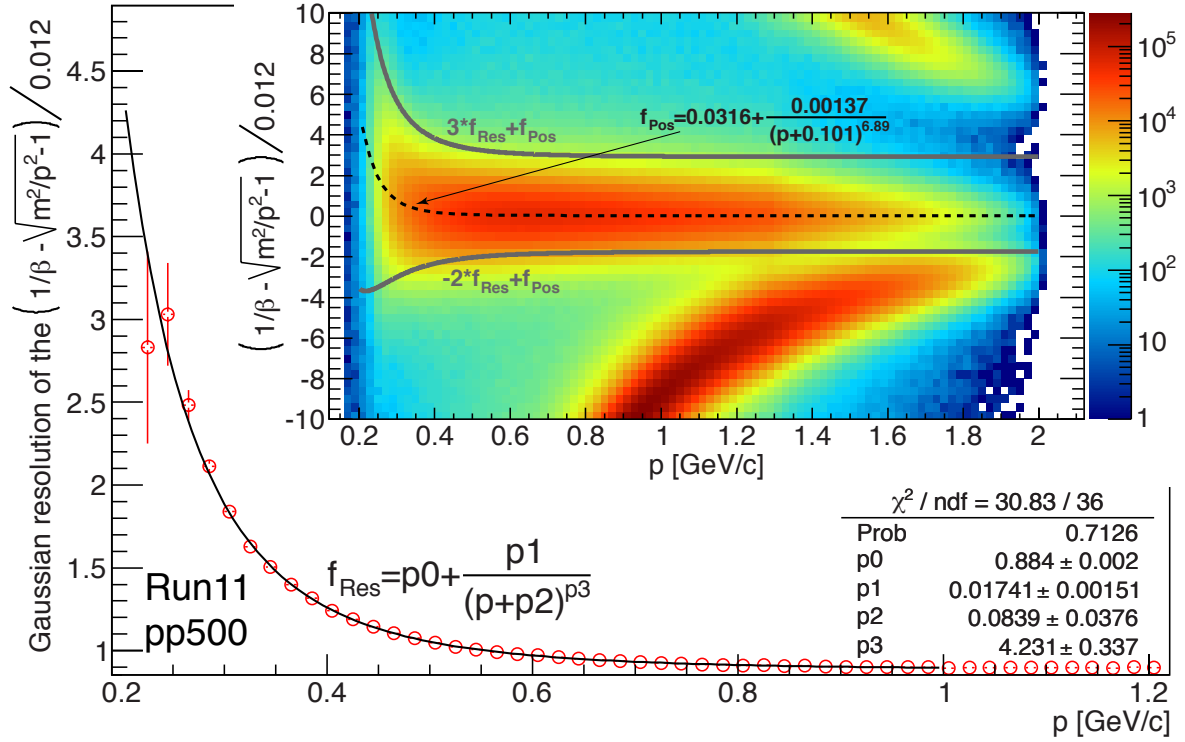 Gaussian resolution of the (1/β - √m²/p²-1)/0.012
4.5
4
3.5
3
2.5
2
1.5
1
0.2
0.4
0.6
0.8
1
1.2
p [GeV/c]
Run11
pp500
f_Res=p0+ p1/(p+p2)^p3
(1/β - √m²/p²-1)/0.012
10
8
6
4
2
0
-2
-4
-6
-8
-10
0.2
0.4
0.6
0.8
1
1.2
1.4
1.6
1.8
2
p [GeV/c]
3*f_Res+f_Pos
f_Pos=0.0316+ 0.00137/(p+0.101)^6.89
-2*f_Res+f_Pos
10^5
10^4
10^3
10^2
10
1
χ² / ndf = 30.83 / 36
Prob 0.7126
p0 0.884 ± 0.002
p1 0.01741 ± 0.00151
p2 0.0839 ± 0.0376
p3 4.231 ± 0.337